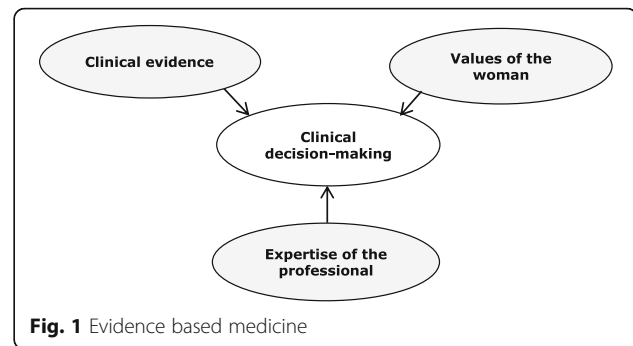 Clinical evidence
Values of the
woman
Clinical
decision-making
Expertise of the
professional
Fig. 1 Evidence based medicine